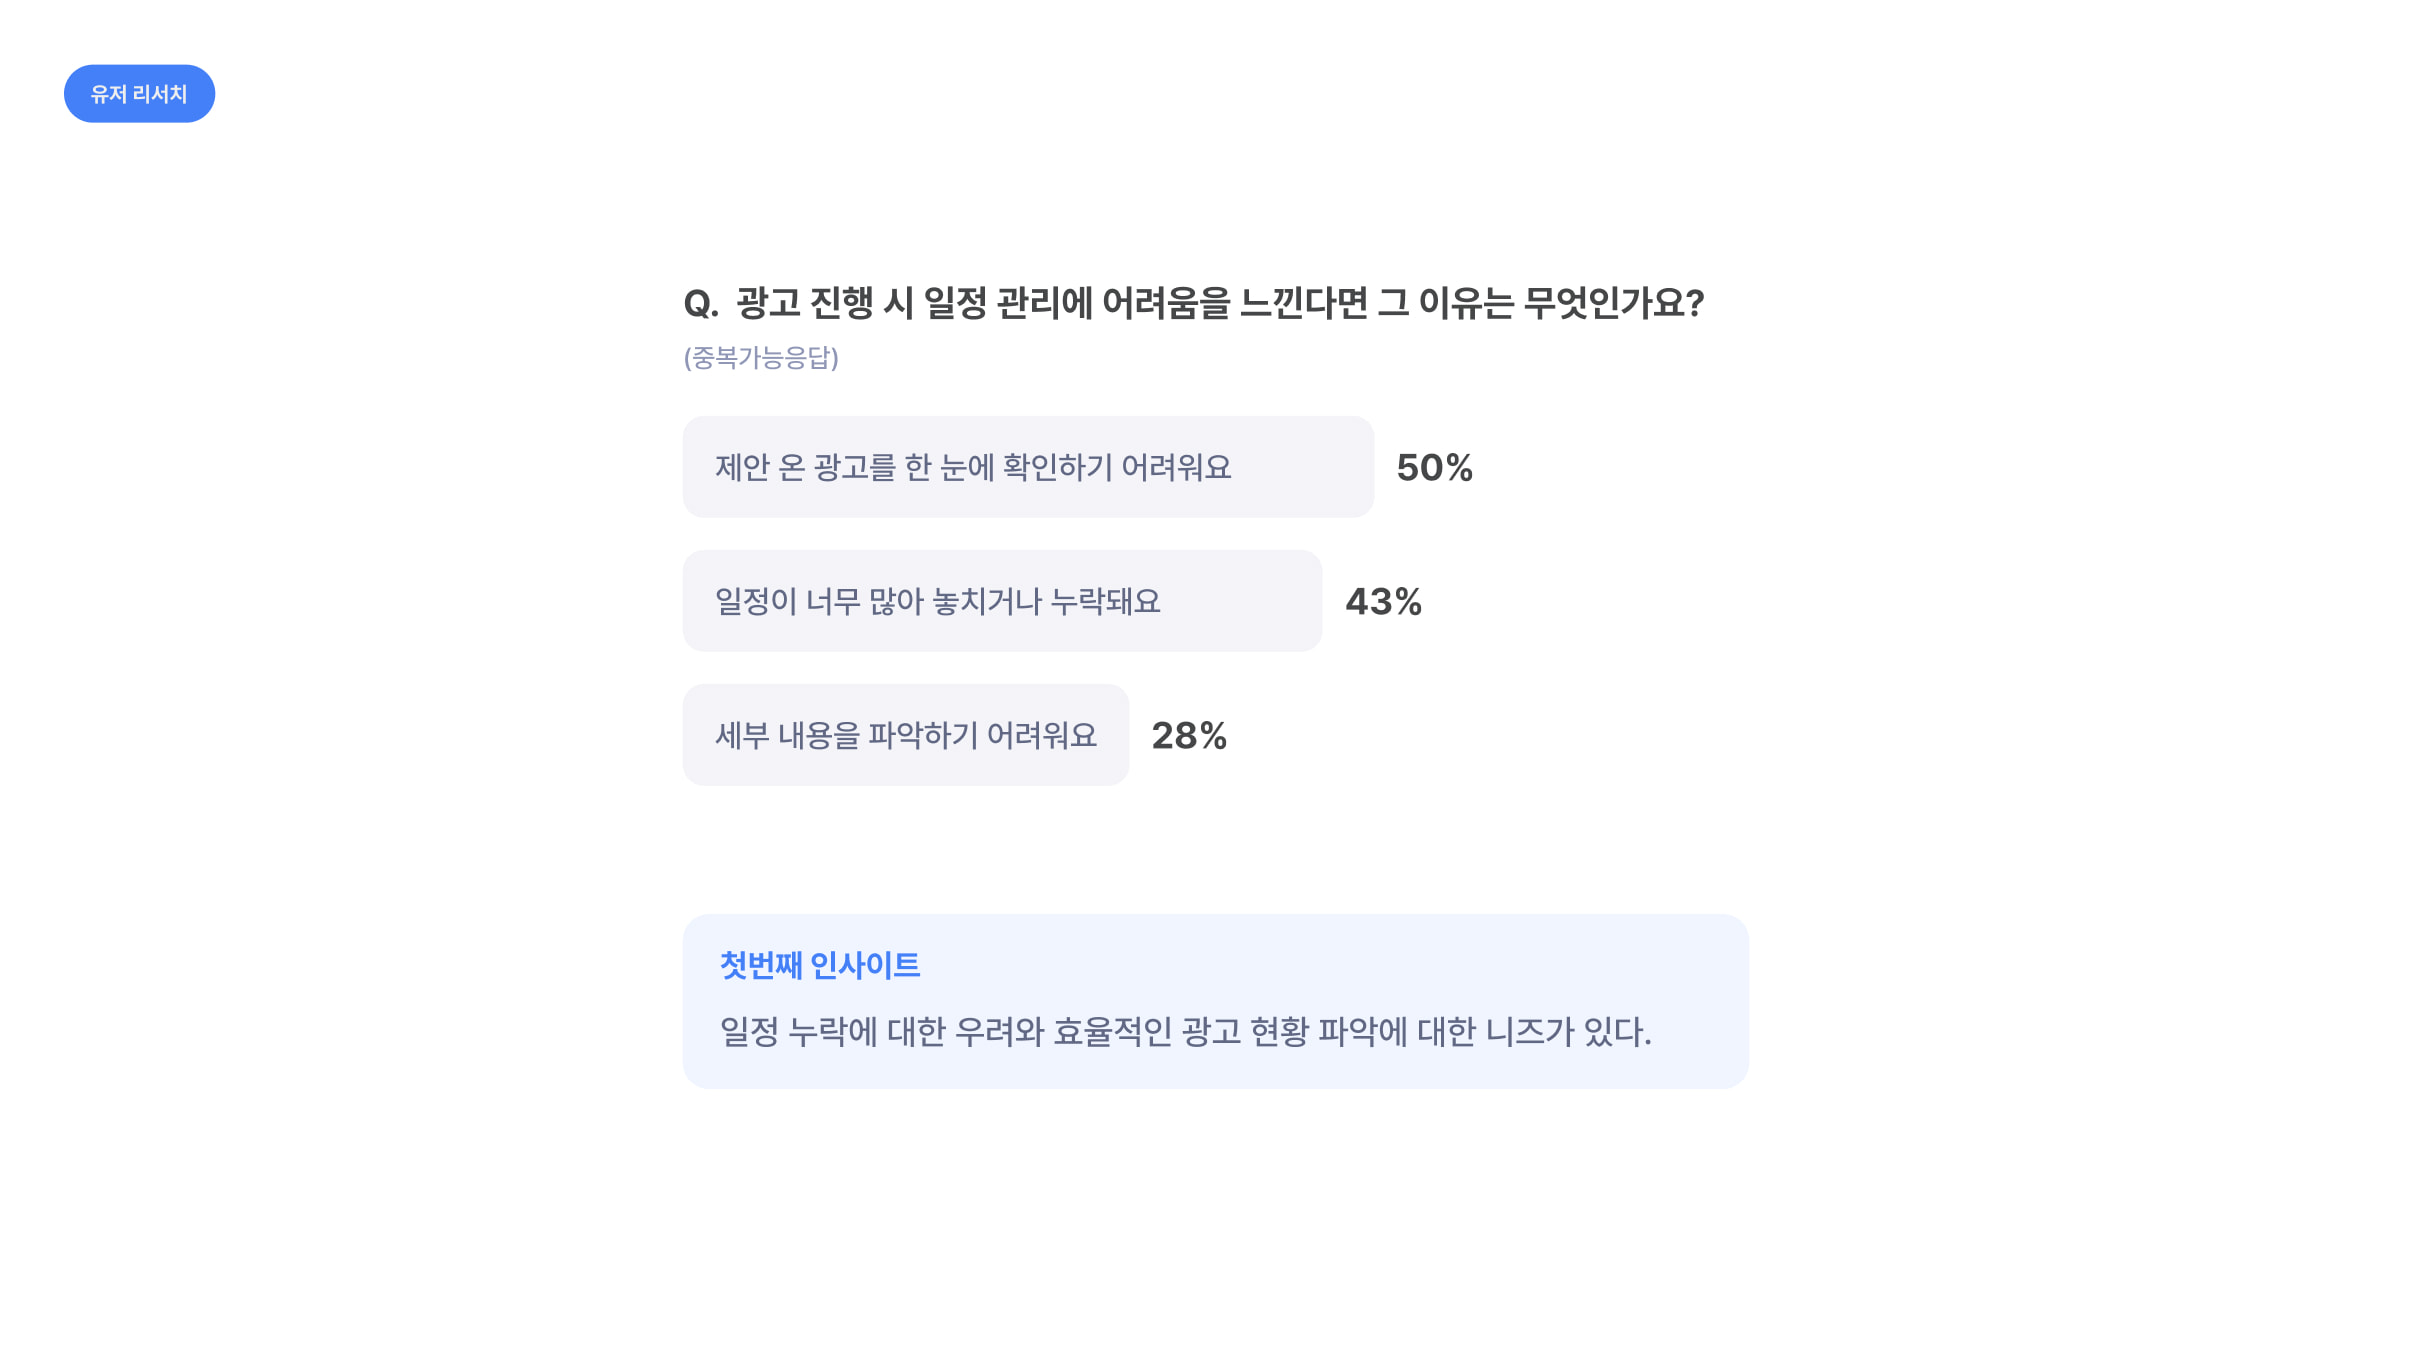 유저 리서치
Q. 광고 진행 시 일정 관리에 어려움을 느낀다면 그 이유는 무엇인가요?
(중복가능응답)
제안 온 광고를 한 눈에 확인하기 어려워요 50%
일정이 너무 많아 놓치거나 누락돼요 43%
세부 내용을 파악하기 어려워요 28%
첫번째 인사이트
일정 누락에 대한 우려와 효율적인 광고 현황 파악에 대한 니즈가 있다.